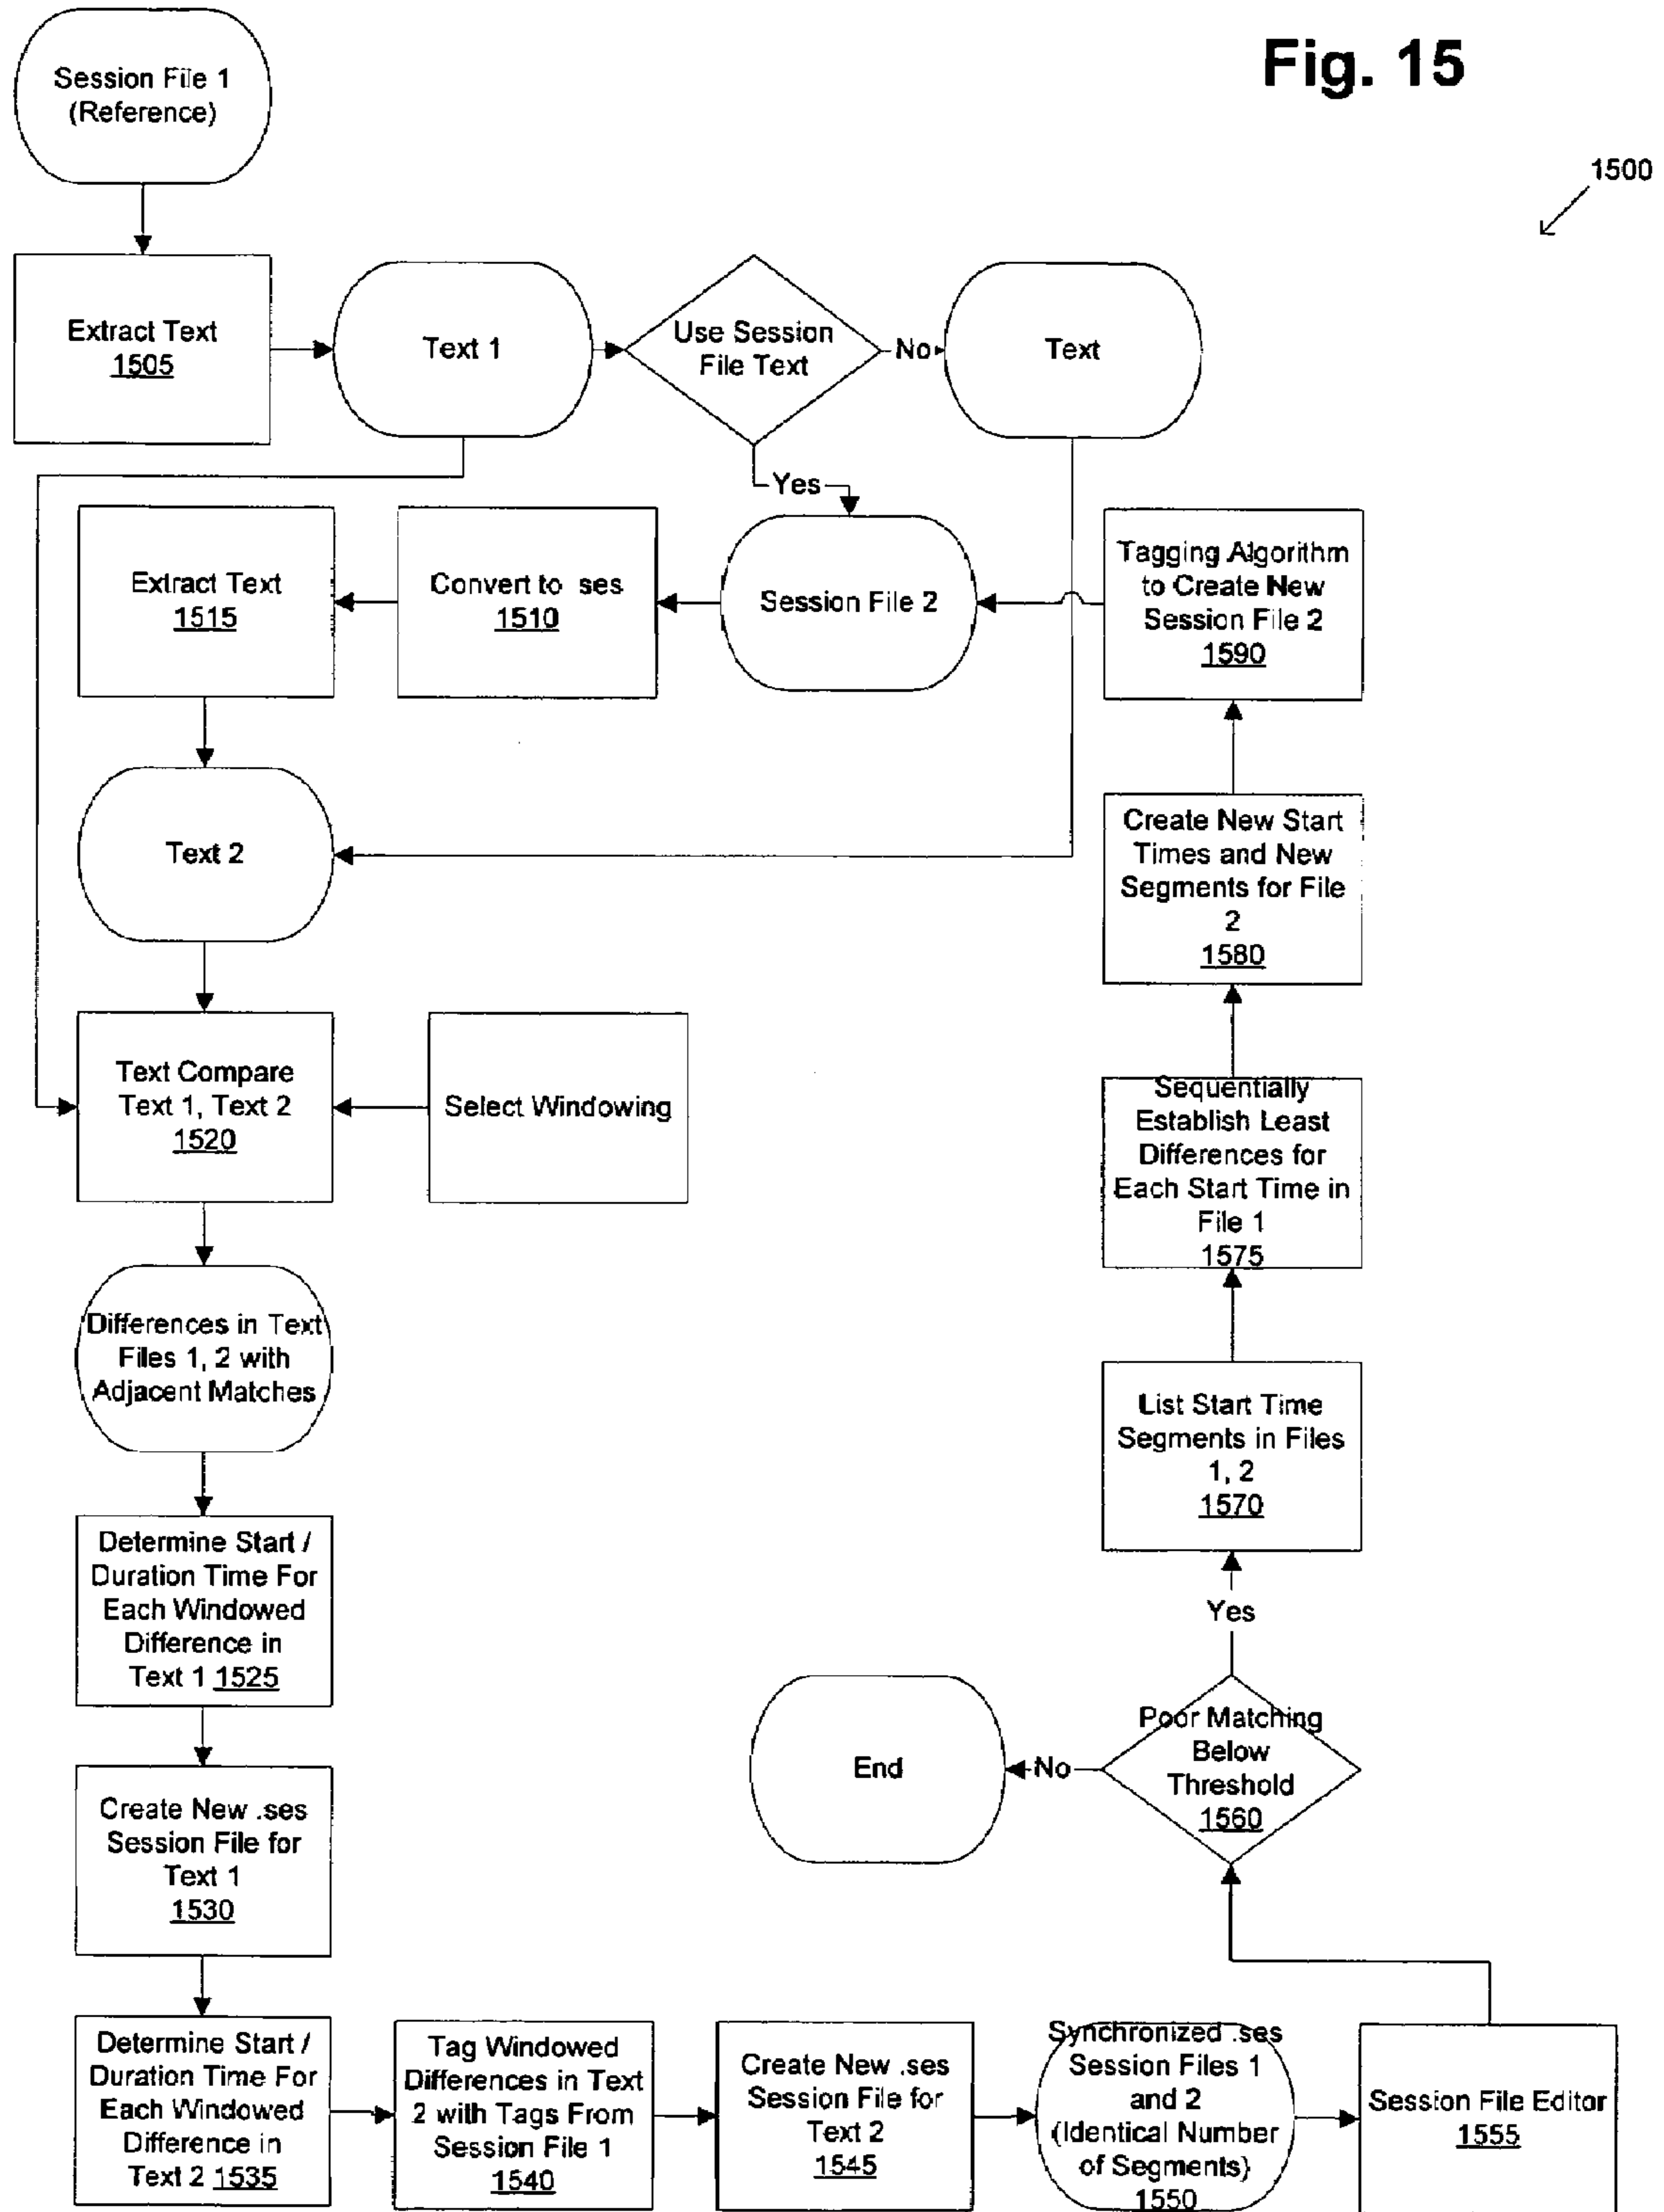 Fig. 15
1500
Session File 1
(Reference)
Extract Text
1505
Text 1
Use Session
File Text
No
Text
Yes
Extract Text
1515
Convert to ses
1510
Session File 2
Tagging Algorithm
to Create New
Session File 2
1590
Text 2
Create New Start
Times and New
Segments for File
2
1580
Text Compare
Text 1, Text 2
1520
Select Windowing
Sequentially
Establish Least
Differences for
Each Start Time in
File 1
1575
Differences in Text
Files 1, 2 with
Adjacent Matches
List Start Time
Segments in Files
1, 2
1570
Determine Start /
Duration Time For
Each Windowed
Difference in
Text 1 1525
Yes
End
No
Poor Matching
Below
Threshold
1560
Create New .ses
Session File for
Text 1
1530
Determine Start /
Duration Time For
Each Windowed
Difference in
Text 2 1535
Tag Windowed
Differences in Text
2 with Tags From
Session File 1
1540
Create New .ses
Session File for
Text 2
1545
Synchronized .ses
Session Files 1
and 2
(Identical Number
of Segments)
1550
Session File Editor
1555